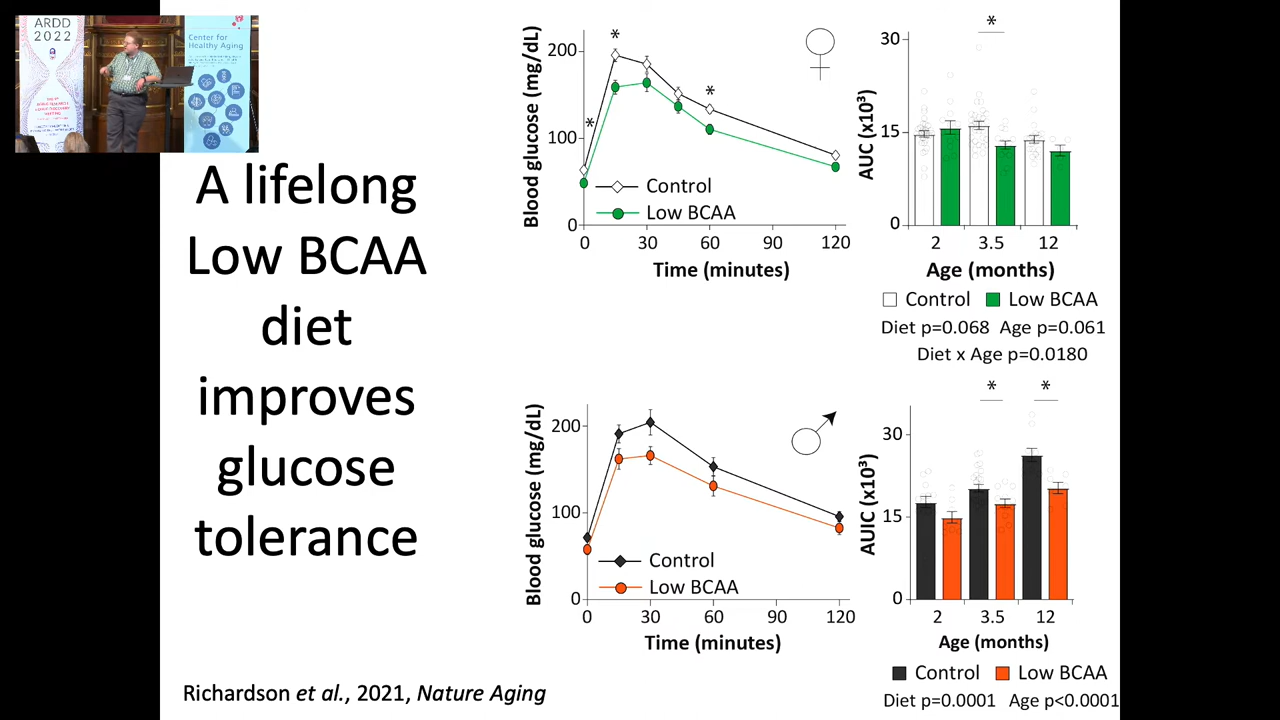 ARDD
2022
Center for
Healthy Aging
A lifelong
Low BCAA
diet
improves
glucose
tolerance
Richardson et al., 2021, Nature Aging
Blood glucose (mg/dL)
200
*
*
*
100
0
Control
Low BCAA
0 30 60 90 120
Time (minutes)
♀
AUC (x10³)
*
30
15
0
2 3.5 12
Age (months)
Control Low BCAA
Diet p=0.068 Age p=0.061
Diet x Age p=0.0180
Blood glucose (mg/dL)
200
100
0
Control
Low BCAA
0 30 60 90 120
Time (minutes)
♂
AUIC (x10³)
* *
30
15
0
2 3.5 12
Age (months)
Control Low BCAA
Diet p=0.0001 Age p<0.0001